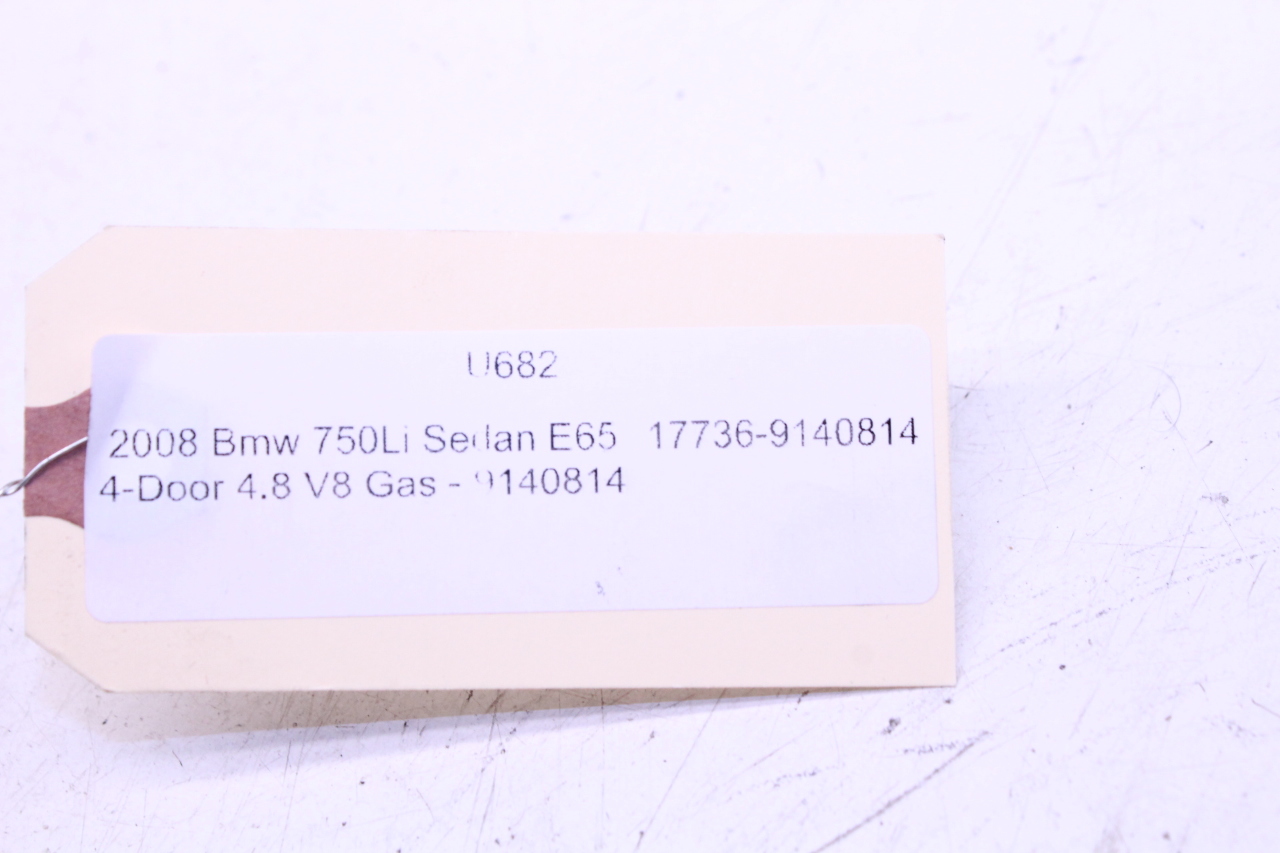 U682
2008 Bmw 750Li Sedan E65 17736-9140814
4-Door 4.8 V8 Gas - 9140814